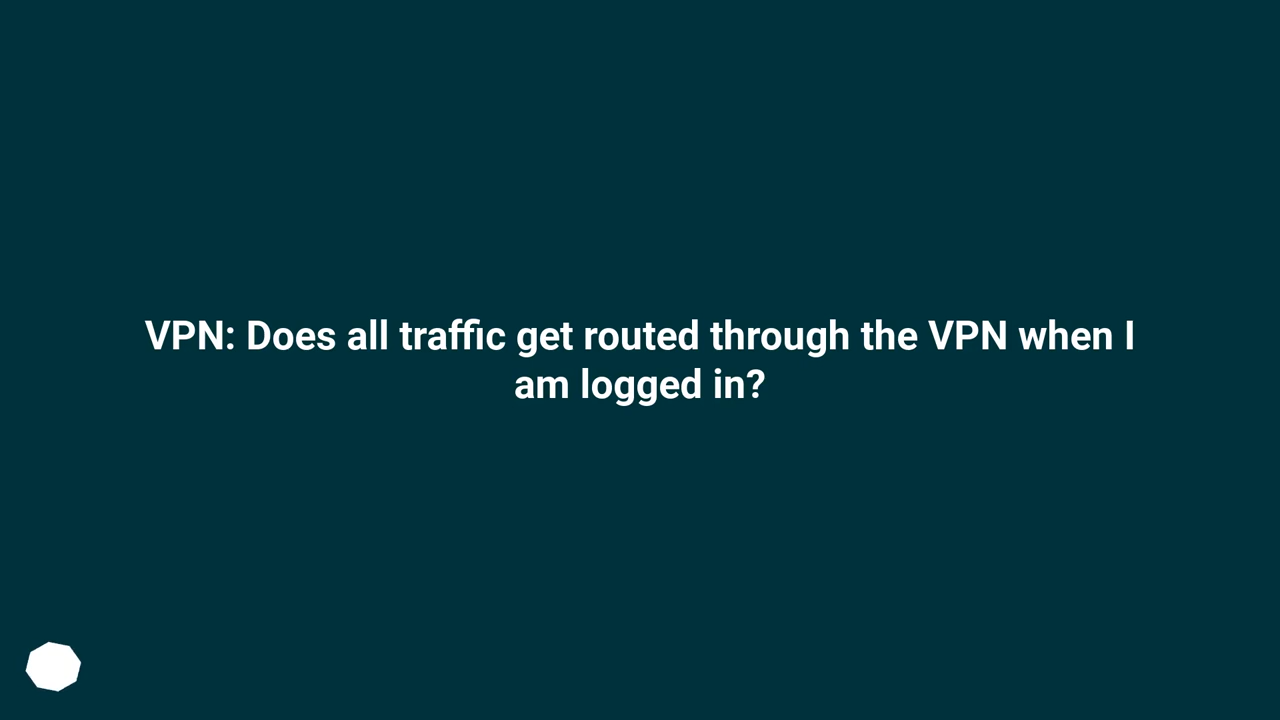 VPN: Does all traffic get routed through the VPN when I
am logged in?